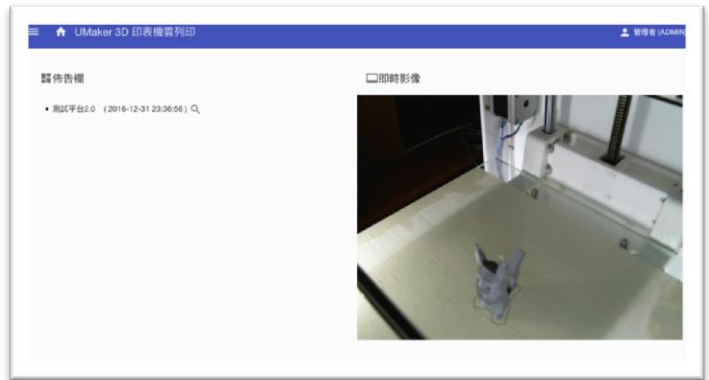 UMaker 3D 印表機雲列印
管理者 (ADMIN)
佈告欄
即時影像
測試平台2.0 (2016-12-31 23:36:56)